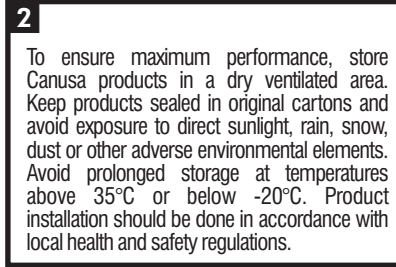 2
To ensure maximum performance, store
Canusa products in a dry ventilated area.
Keep products sealed in original cartons and
avoid exposure to direct sunlight, rain, snow,
dust or other adverse environmental elements.
Avoid prolonged storage at temperatures
above 35°C or below -20°C. Product
installation should be done in accordance with
local health and safety regulations.